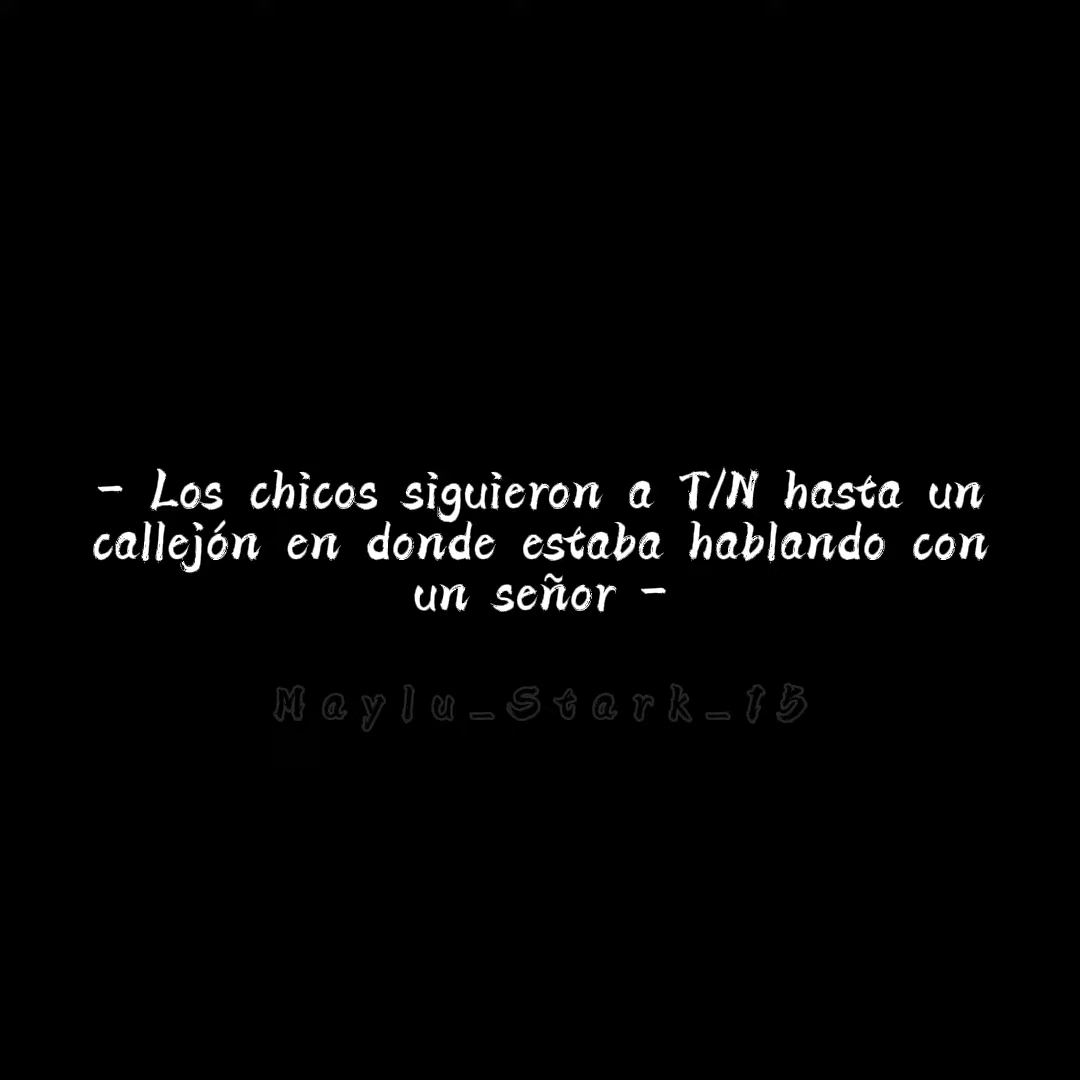 - Los chicos siguieron a T/N hasta un
callejón en donde estaba hablando con
un señor -
Maylu_Stark_15